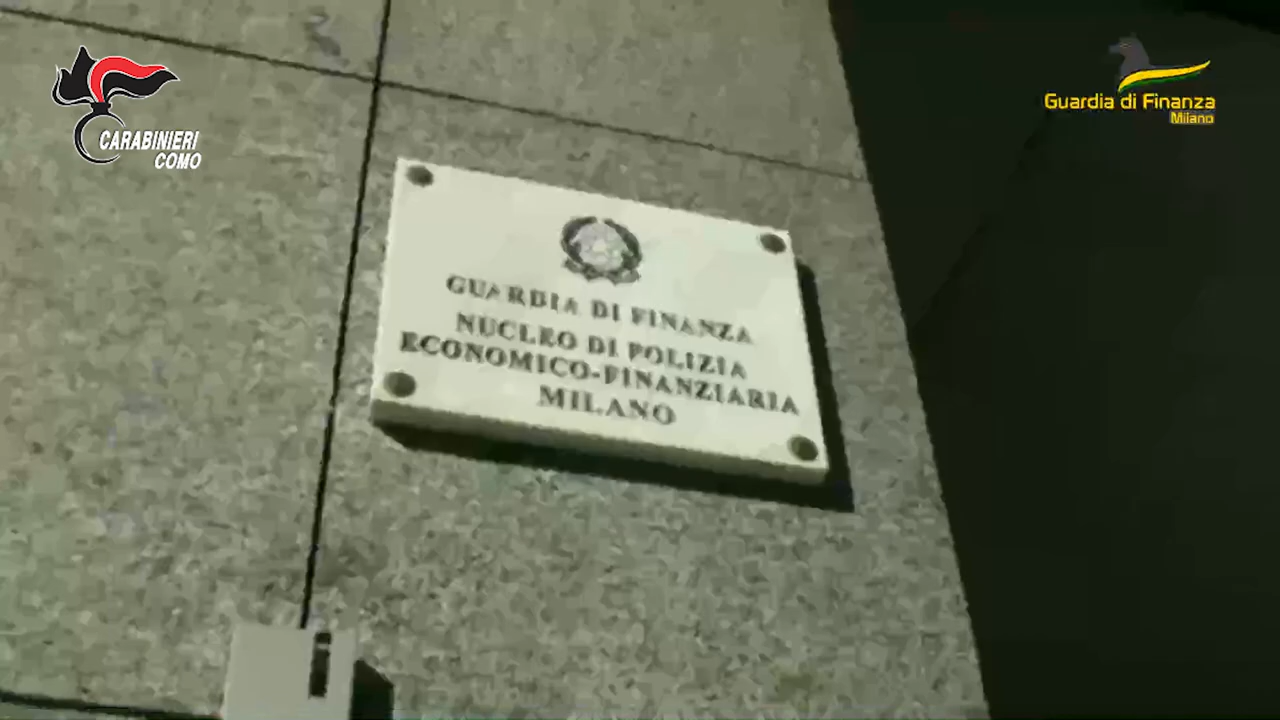 CARABINIERI
COMO
Guardia di Finanza
Milano
GUARDIA DI FINANZA
NUCLEO DI POLIZIA
ECONOMICO-FINANZIARIA
MILANO